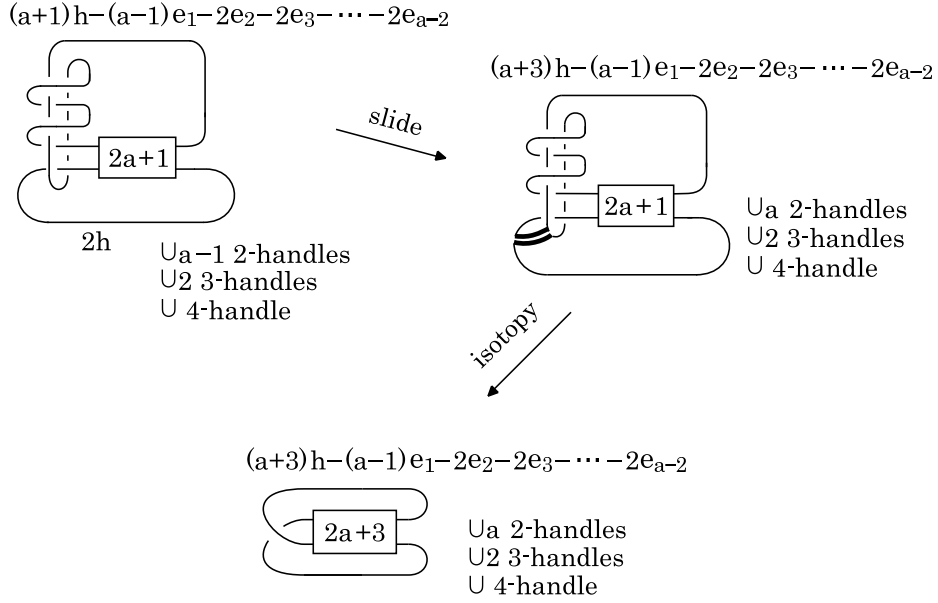 (a+1)h−(a−1)e₁−2e₂−2e₃−⋯−2eₐ₋₂
2a+1
2h
∪a−1 2-handles
∪2 3-handles
∪ 4-handle
slide
(a+3)h−(a−1)e₁−2e₂−2e₃−⋯−2eₐ₋₂
2a+1
∪a 2-handles
∪2 3-handles
∪ 4-handle
isotopy
(a+3)h−(a−1)e₁−2e₂−2e₃−⋯−2eₐ₋₂
2a+3
∪a 2-handles
∪2 3-handles
∪ 4-handle